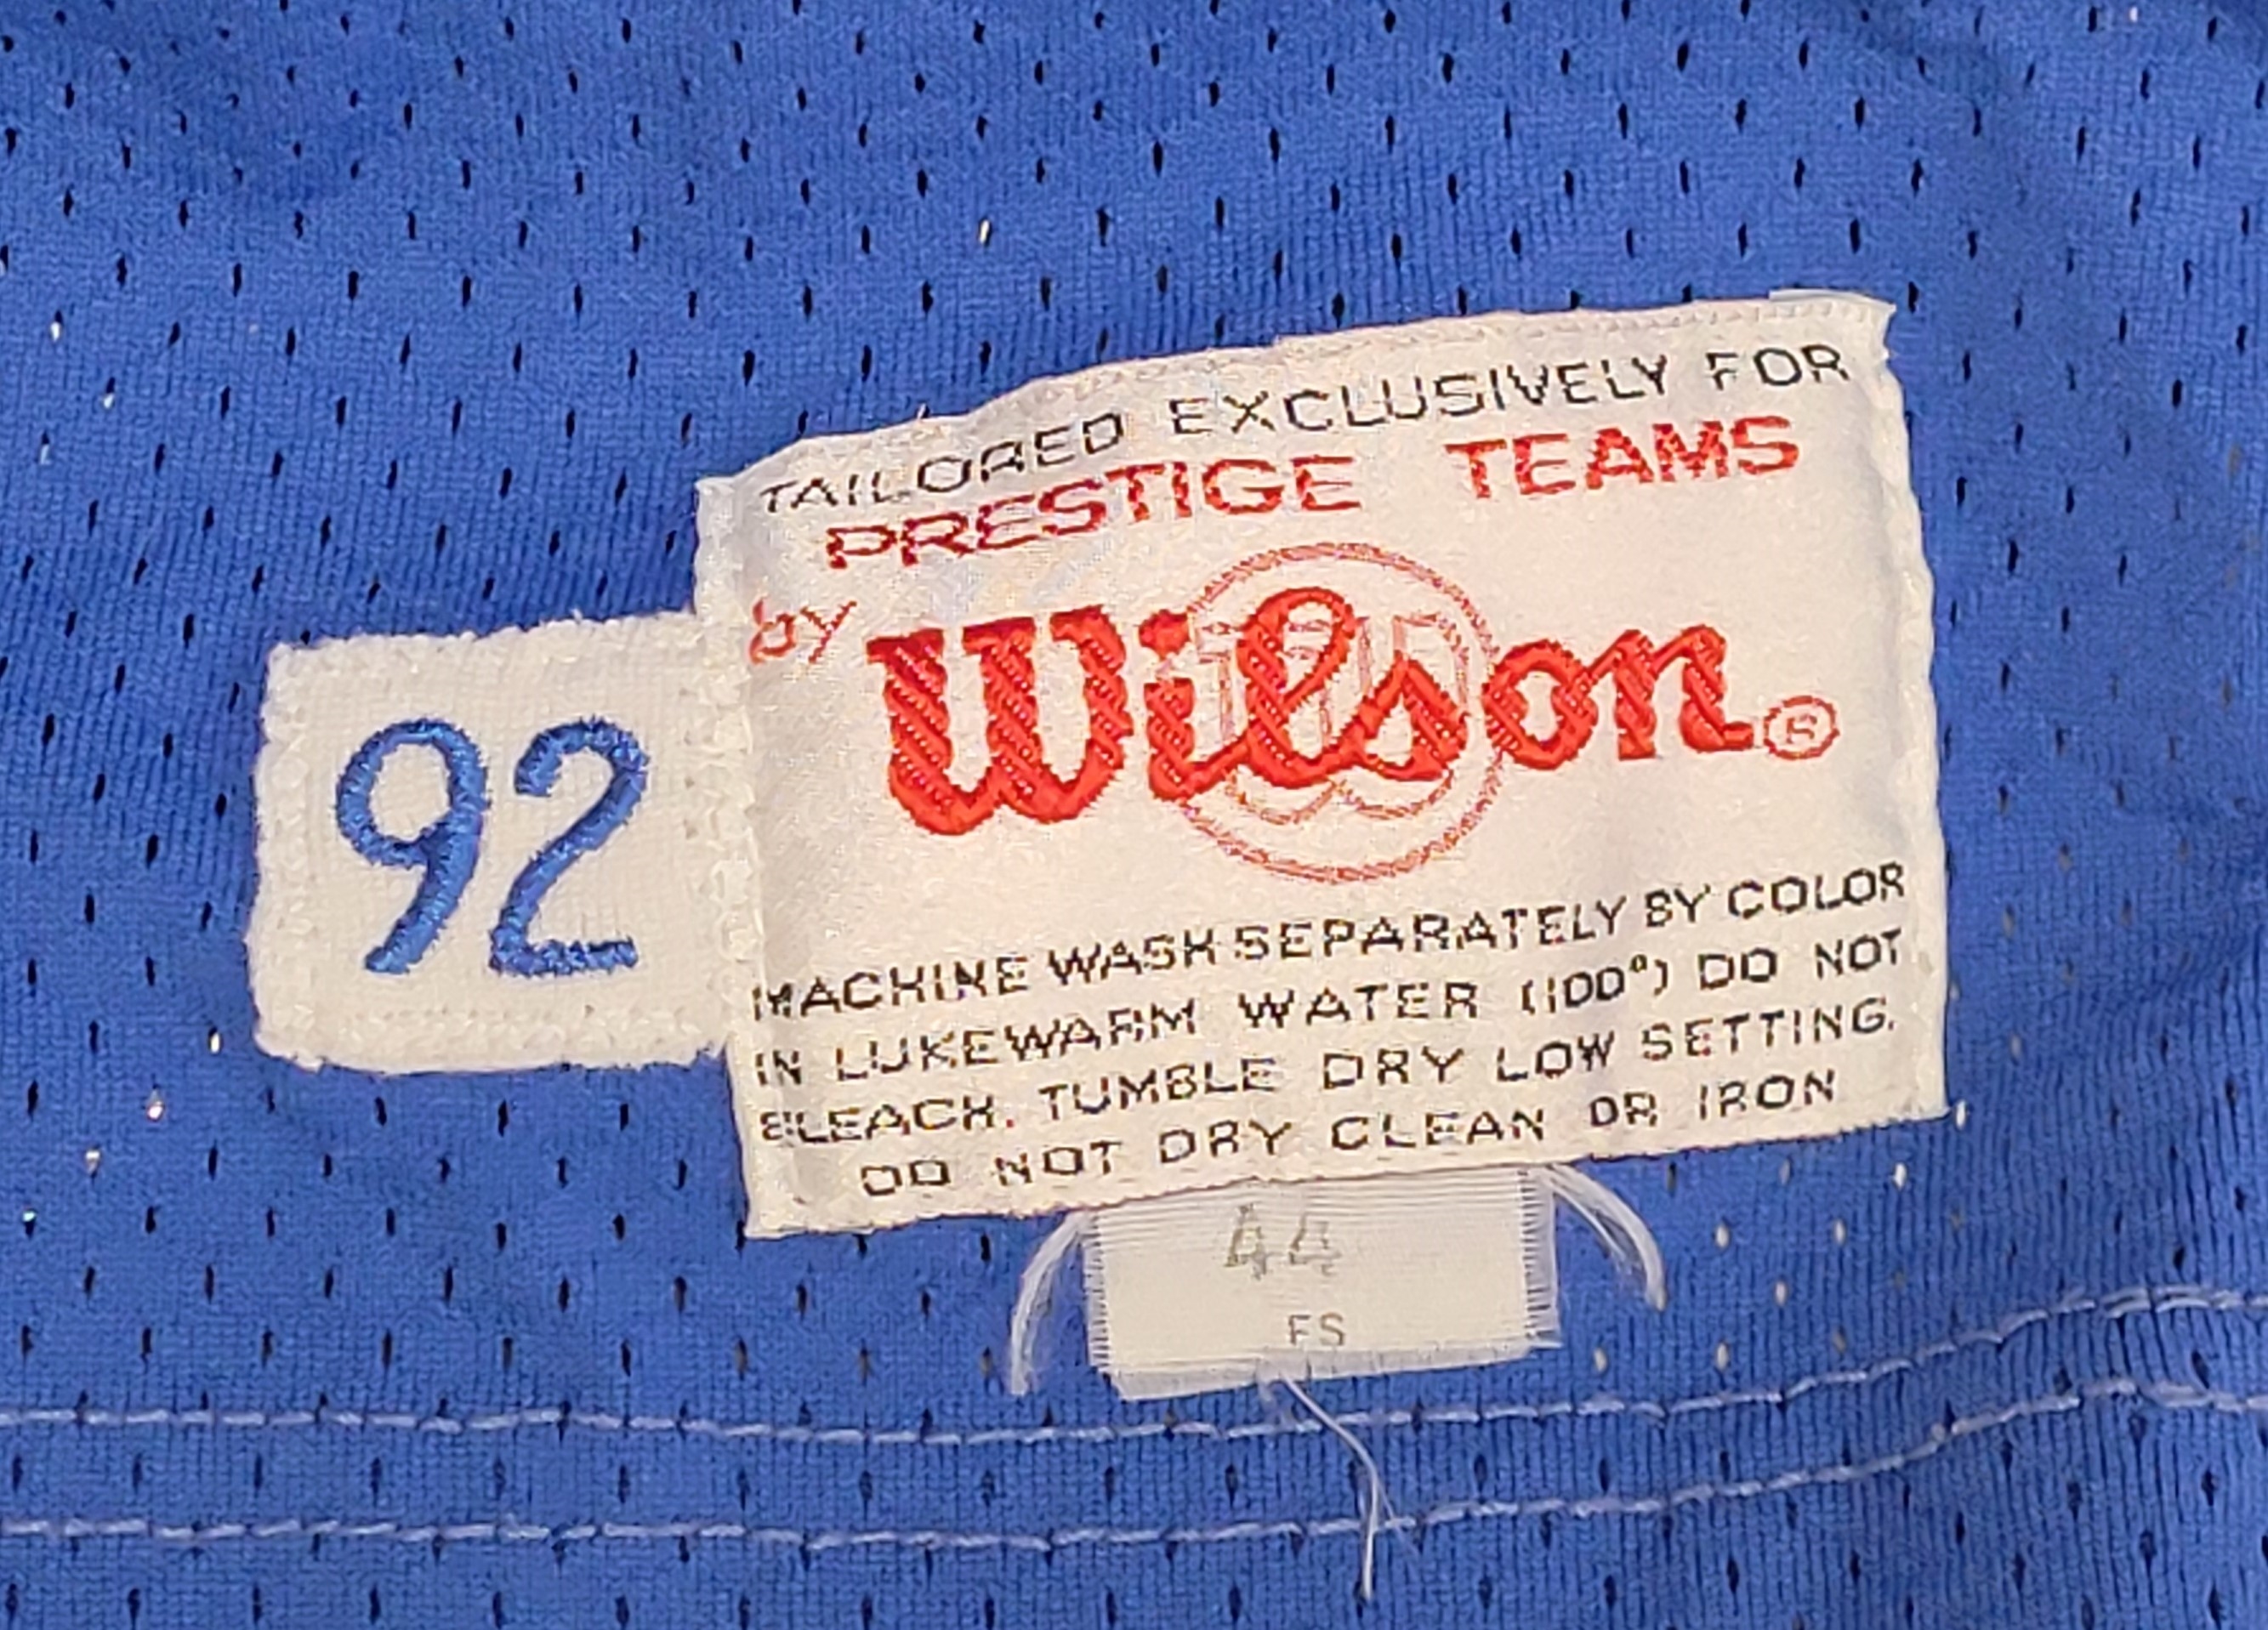 TAILORED EXCLUSIVELY FOR
PRESTIGE TEAMS
by Wilson®
92
MACHINE WASH SEPARATELY BY COLOR
IN LUKEWARM WATER (100°) DO NOT
BLEACH. TUMBLE DRY LOW SETTING.
DO NOT DRY CLEAN OR IRON
44
FS